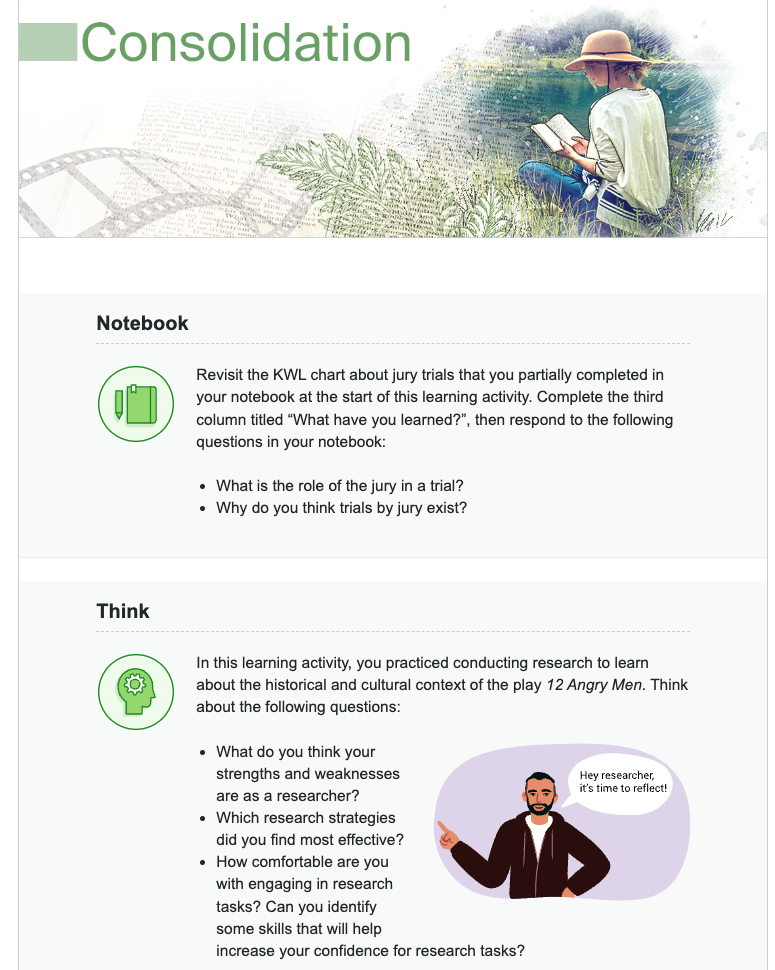 Consolidation
Notebook
Revisit the KWL chart about jury trials that you partially completed in
your notebook at the start of this learning activity. Complete the third
column titled “What have you learned?”, then respond to the following
questions in your notebook:
• What is the role of the jury in a trial?
• Why do you think trials by jury exist?
Think
In this learning activity, you practiced conducting research to learn
about the historical and cultural context of the play 12 Angry Men. Think
about the following questions:
• What do you think your
strengths and weaknesses
are as a researcher?
• Which research strategies
did you find most effective?
• How comfortable are you
with engaging in research
tasks? Can you identify
some skills that will help
increase your confidence for research tasks?
Hey researcher,
it’s time to reflect!